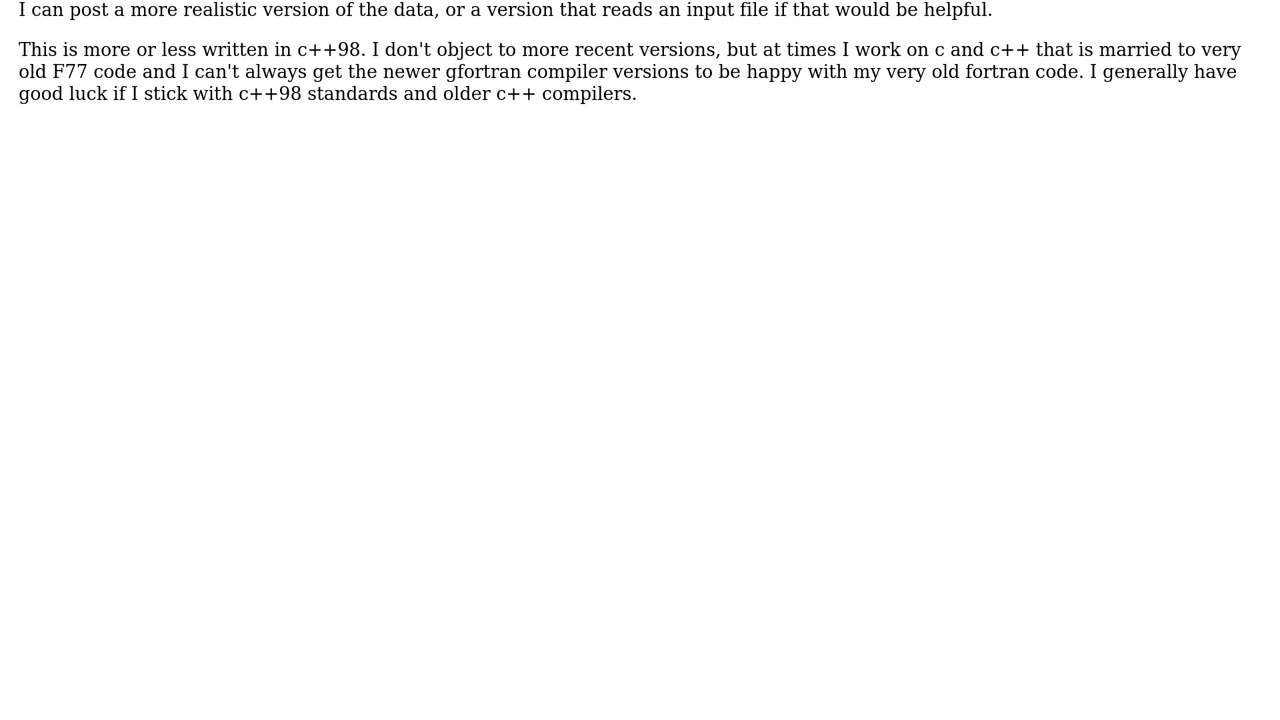 I can post a more realistic version of the data, or a version that reads an input file if that would be helpful.
This is more or less written in c++98. I don't object to more recent versions, but at times I work on c and c++ that is married to very
old F77 code and I can't always get the newer gfortran compiler versions to be happy with my very old fortran code. I generally have
good luck if I stick with c++98 standards and older c++ compilers.